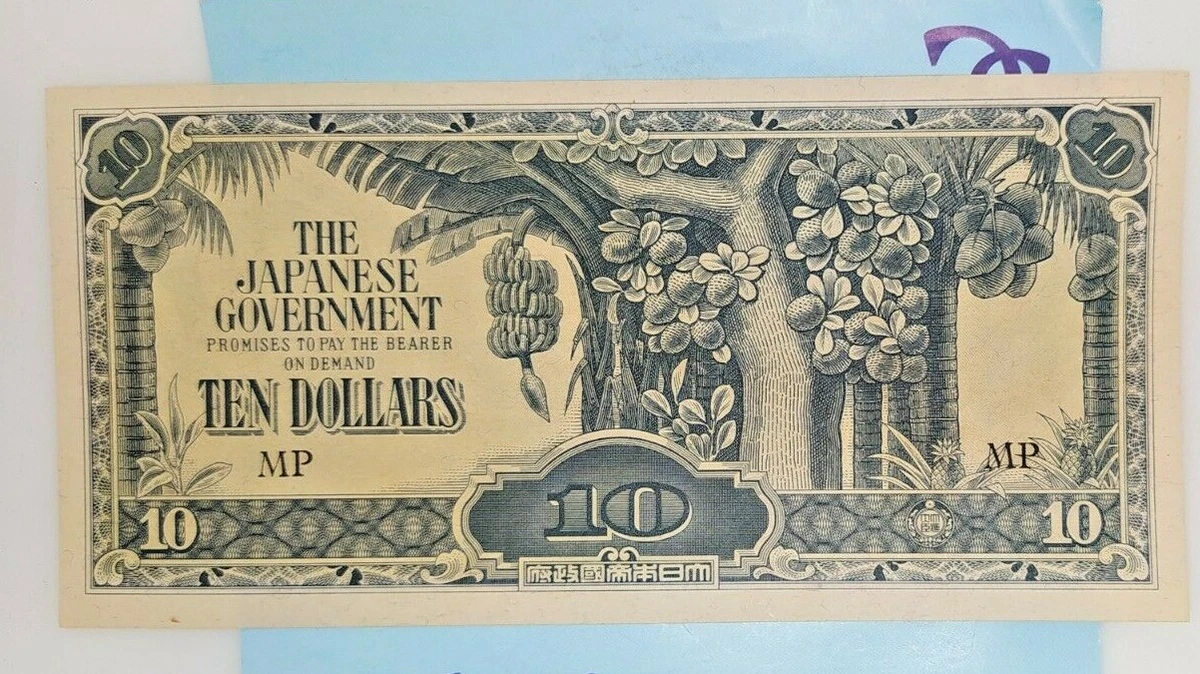 10
10
THE
JAPANESE
GOVERNMENT
PROMISES TO PAY THE BEARER
ON DEMAND
TEN DOLLARS
MP
MP
10
10
10
大日本帝國政府